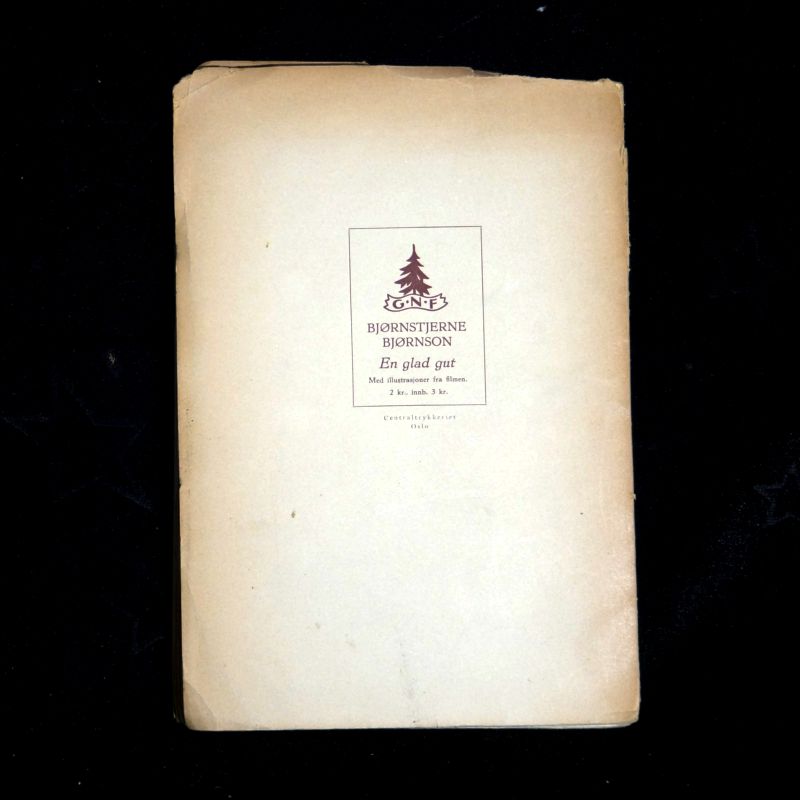 G·N·F
BJØRNSTJERNE
BJØRNSON
En glad gut
Med illustrasjoner fra filmen.
2 kr., innb. 3 kr.
Centraltrykkeriet
Oslo